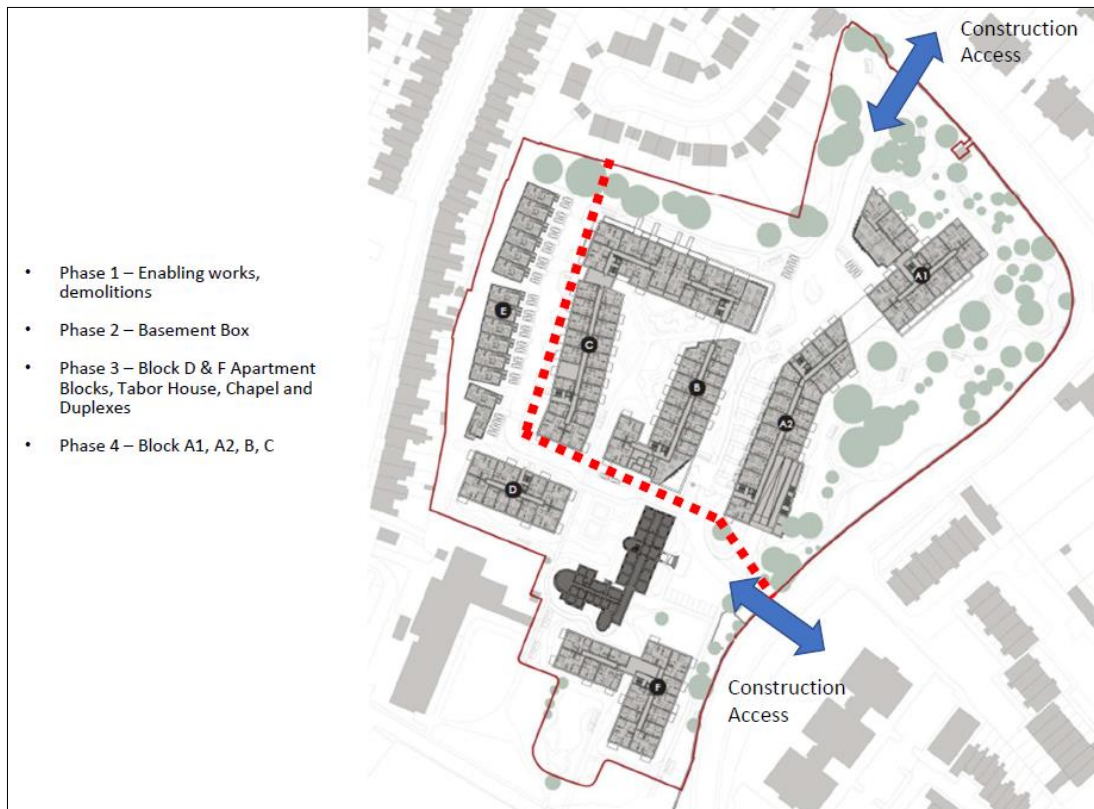 Construction
Access
• Phase 1 – Enabling works,
demolitions
• Phase 2 – Basement Box
• Phase 3 – Block D & F Apartment
Blocks, Tabor House, Chapel and
Duplexes
• Phase 4 – Block A1, A2, B, C
A1
E
C
B
A2
D
F
Construction
Access